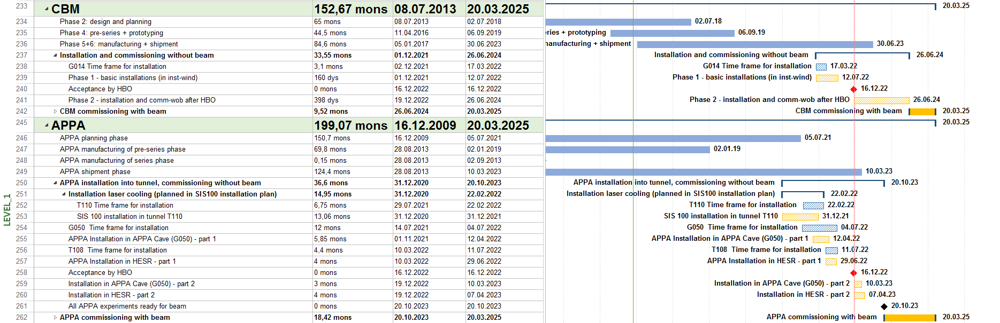 233 CBM 152,67 mons 08.07.2013 20.03.2025 20.03.25
234 Phase 2: design and planning 65 mons 08.07.2013 02.07.2018 02.07.18
235 Phase 4: pre-series + prototyping 44,5 mons 11.04.2016 06.09.2019 eries + prototyping 06.09.19
236 Phase 5+6: manufacturing + shipment 84,6 mons 05.01.2017 30.06.2023 manufacturing + shipment 30.06.23
237 Installation and commissioning without beam 33,55 mons 01.12.2021 26.06.2024 Installation and commissioning without beam 26.06.24
238 G014 Time frame for installation 3,1 mons 02.12.2021 17.03.2022 G014 Time frame for installation 17.03.22
239 Phase 1 - basic installations (in inst-wind) 160 dys 01.12.2021 12.07.2022 Phase 1 - basic installations (in inst-wind) 12.07.22
240 Acceptance by HBO 0 mons 16.12.2022 16.12.2022 16.12.22
241 Phase 2 - installation and comm-wob after HBO 398 dys 19.12.2022 26.06.2024 Phase 2 - installation and comm-wob after HBO 26.06.24
242 CBM commissioning with beam 9,52 mons 26.06.2024 20.03.2025 CBM commissioning with beam 20.03.25
245 APPA 199,07 mons 16.12.2009 20.03.2025 20.03.25
246 APPA planning phase 150,7 mons 16.12.2009 05.07.2021 05.07.21
247 APPA manufacturing of pre-series phase 69,8 mons 28.08.2013 02.01.2019 02.01.19
248 APPA manufacturing of series phase 0,15 mons 28.08.2013 02.09.2013
249 APPA shipment phase 124,4 mons 28.08.2013 10.03.2023 10.03.23
250 APPA installation into tunnel, commissioning without beam 36,6 mons 31.12.2020 20.10.2023 APPA installation into tunnel, commissioning without beam 20.10.23
251 Installation laser cooling (planned in SIS100 installation plan) 14,95 mons 31.12.2020 22.02.2022 Installation laser cooling (planned in SIS100 installation plan) 22.02.22
252 T110 Time frame for installation 6,75 mons 29.07.2021 22.02.2022 T110 Time frame for installation 22.02.22
253 SIS 100 installation in tunnel T110 13,06 mons 31.12.2020 31.12.2021 SIS 100 installation in tunnel T110 31.12.21
254 G050 Time frame for installation 12 mons 14.07.2021 04.07.2022 G050 Time frame for installation 04.07.22
255 APPA Installation in APPA Cave (G050) - part 1 5,85 mons 01.11.2021 12.04.2022 APPA Installation in APPA Cave (G050) - part 1 12.04.22
256 T108 Time frame for installation 4,4 mons 10.03.2022 11.07.2022 T108 Time frame for installation 11.07.22
257 APPA Installation in HESR - part 1 4 mons 10.03.2022 29.06.2022 APPA Installation in HESR - part 1 29.06.22
258 Acceptance by HBO 0 mons 16.12.2022 16.12.2022 16.12.22
259 Installation in APPA Cave (G050) - part 2 3 mons 19.12.2022 10.03.2023 Installation in APPA Cave (G050) - part 2 10.03.23
260 Installation in HESR - part 2 4 mons 19.12.2022 07.04.2023 Installation in HESR - part 2 07.04.23
261 All APPA experiments ready for beam 0 mons 20.10.2023 20.10.2023 20.10.23
262 APPA commissioning with beam 18,42 mons 20.10.2023 20.03.2025 APPA commissioning with beam 20.03.25
LEVEL_1